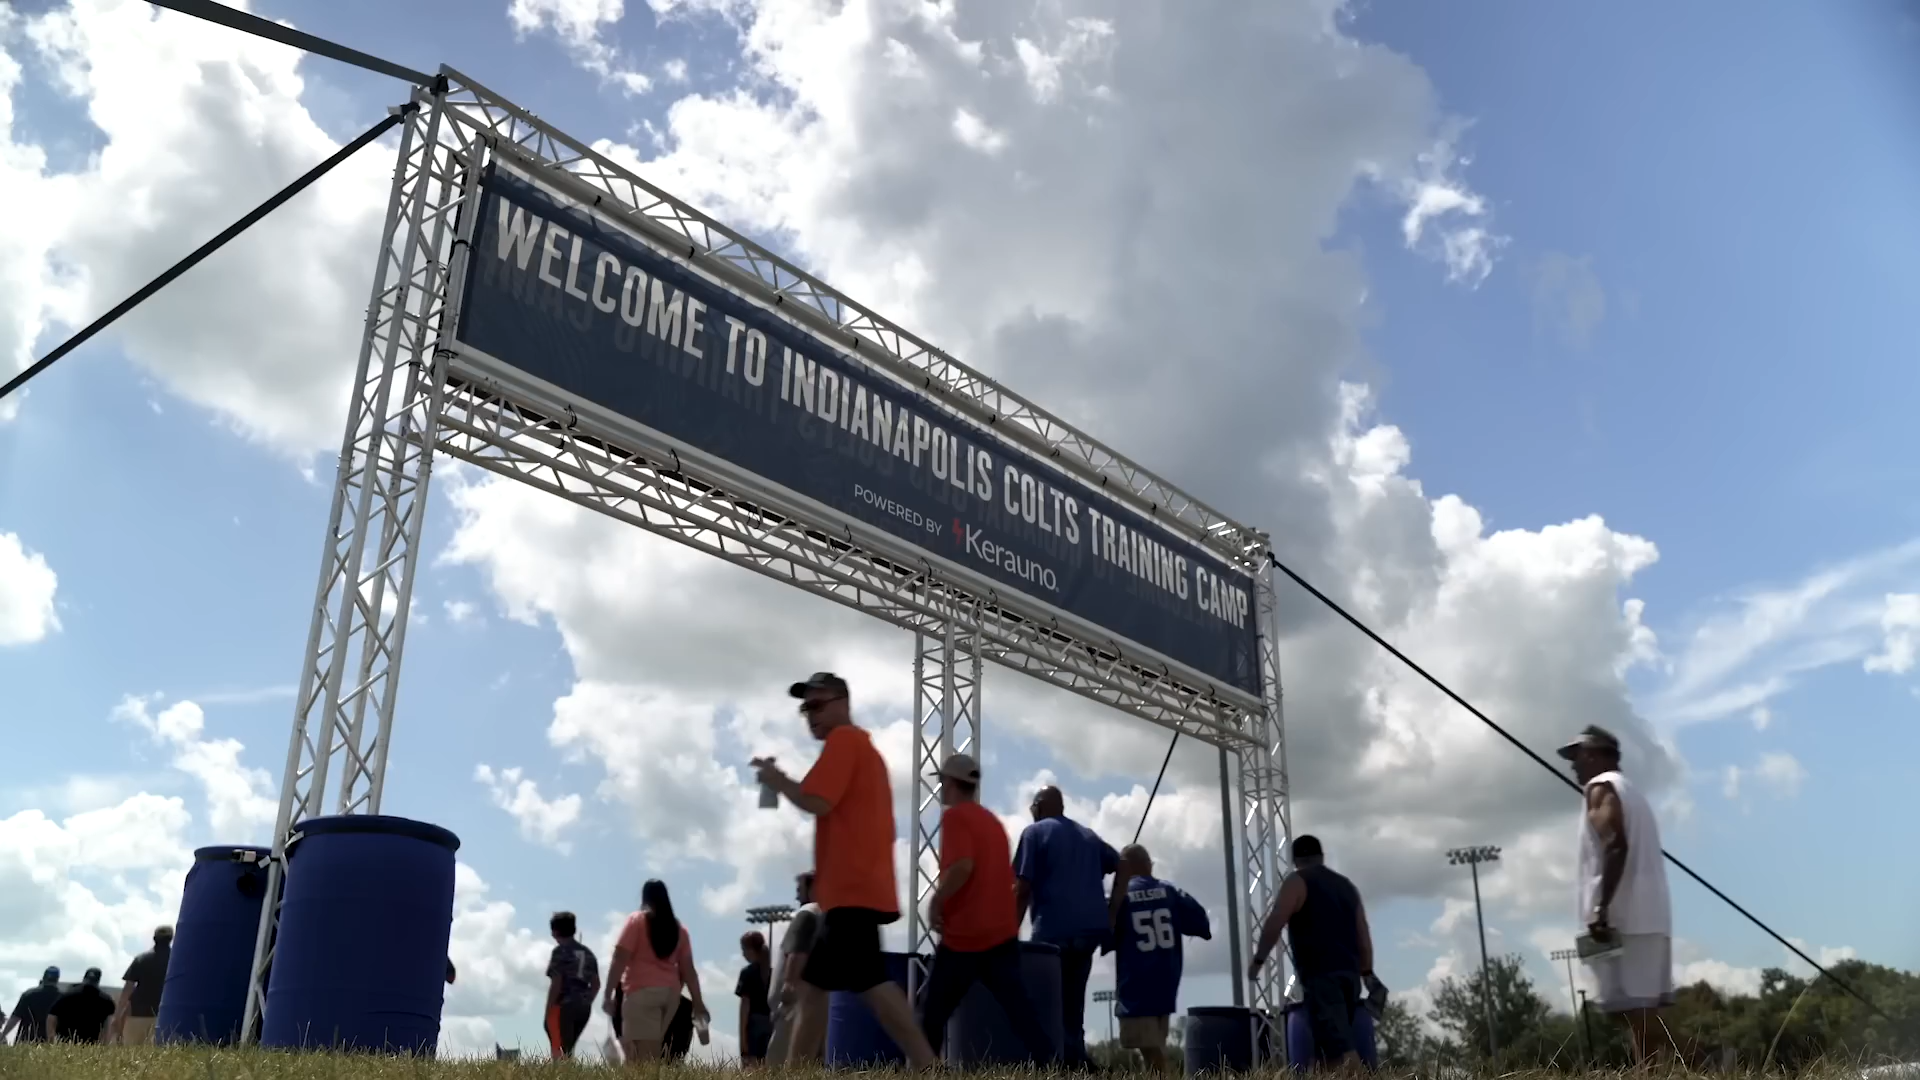 WELCOME TO INDIANAPOLIS COLTS TRAINING CAMP
POWERED BY Kerauno.
NELSON
56